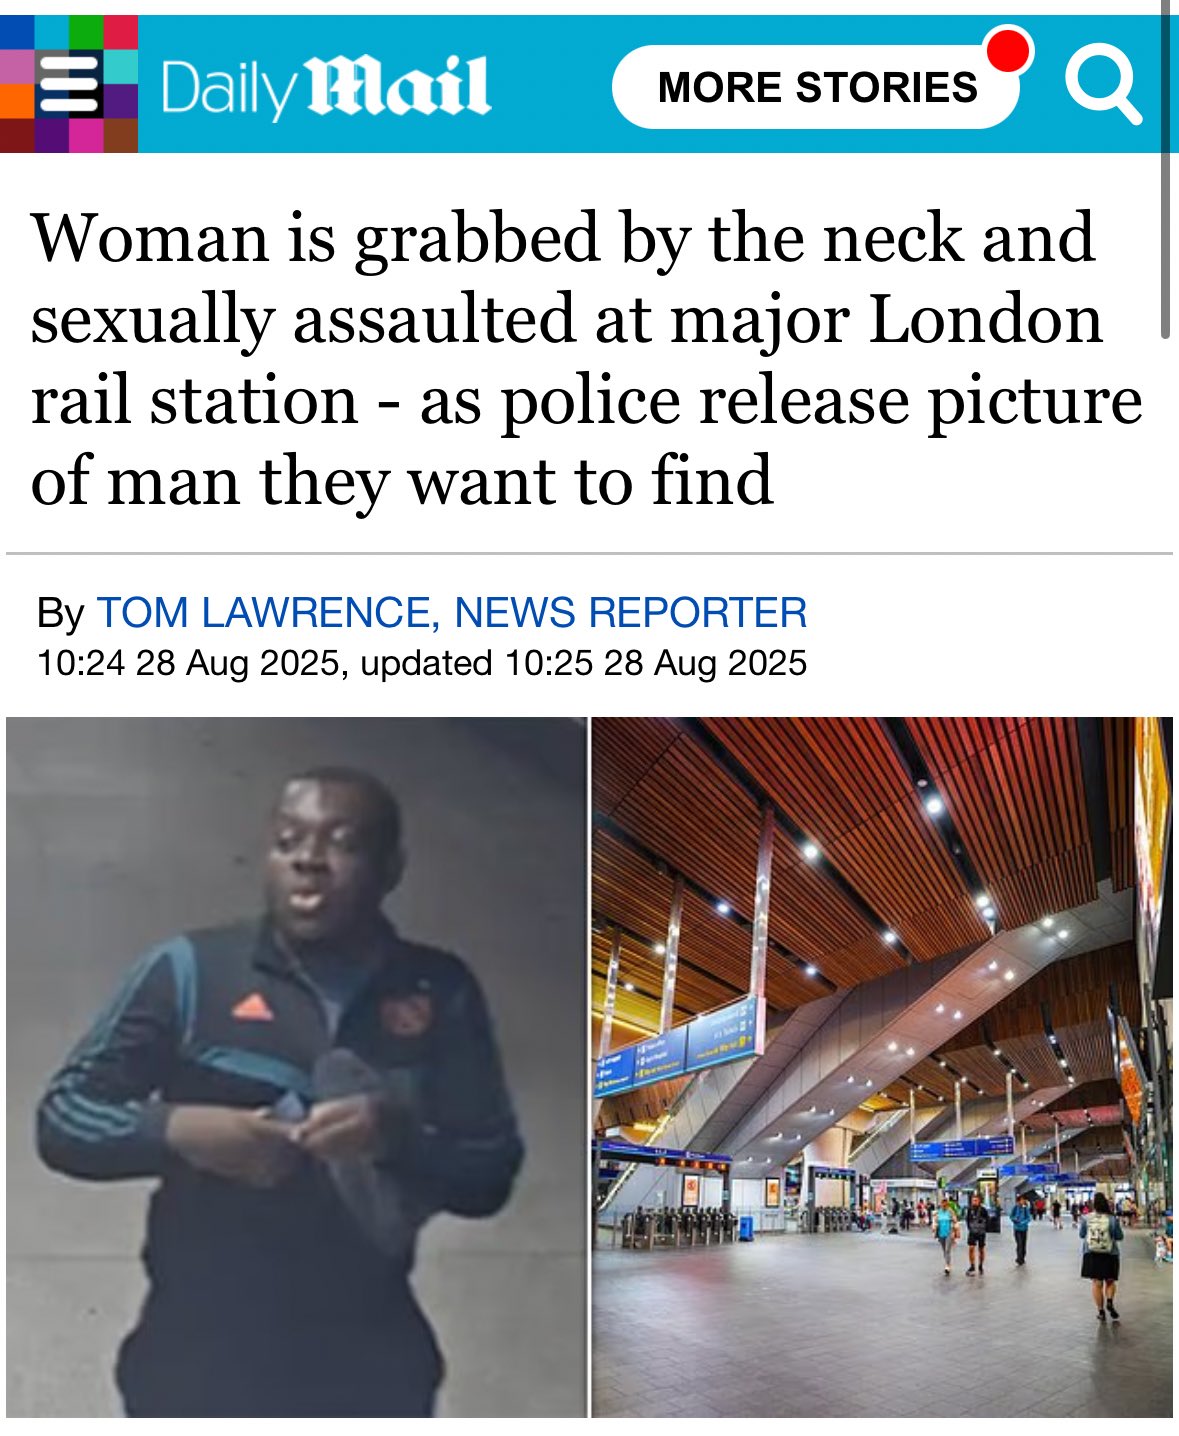 Daily Mail
MORE STORIES
Woman is grabbed by the neck and
sexually assaulted at major London
rail station - as police release picture
of man they want to find
By TOM LAWRENCE, NEWS REPORTER
10:24 28 Aug 2025, updated 10:25 28 Aug 2025